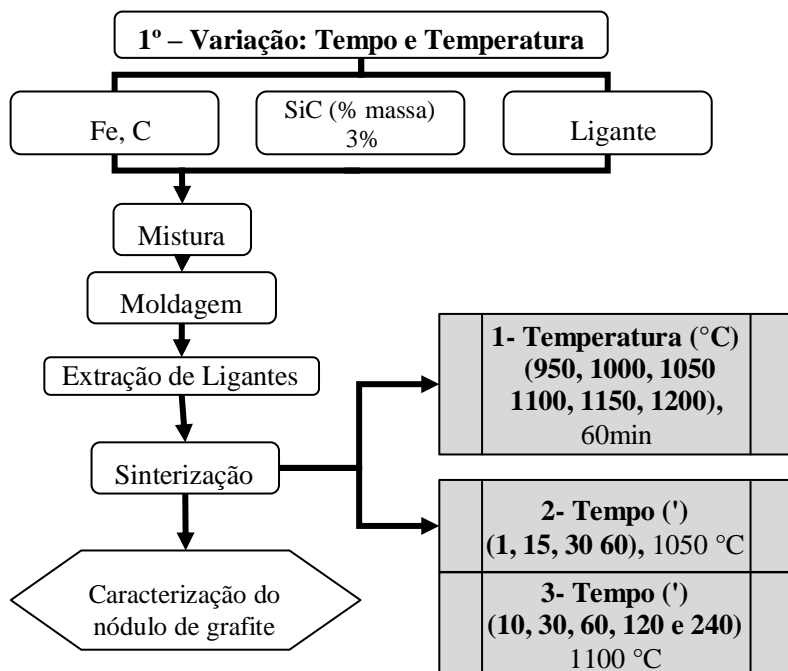 1º – Variação: Tempo e Temperatura
Fe, C
SiC (% massa)
3%
Ligante
Mistura
Moldagem
Extração de Ligantes
Sinterização
Caracterização do
nódulo de grafite
1- Temperatura (°C)
(950, 1000, 1050
1100, 1150, 1200),
60min
2- Tempo (')
(1, 15, 30 60), 1050 °C
3- Tempo (')
(10, 30, 60, 120 e 240)
1100 °C